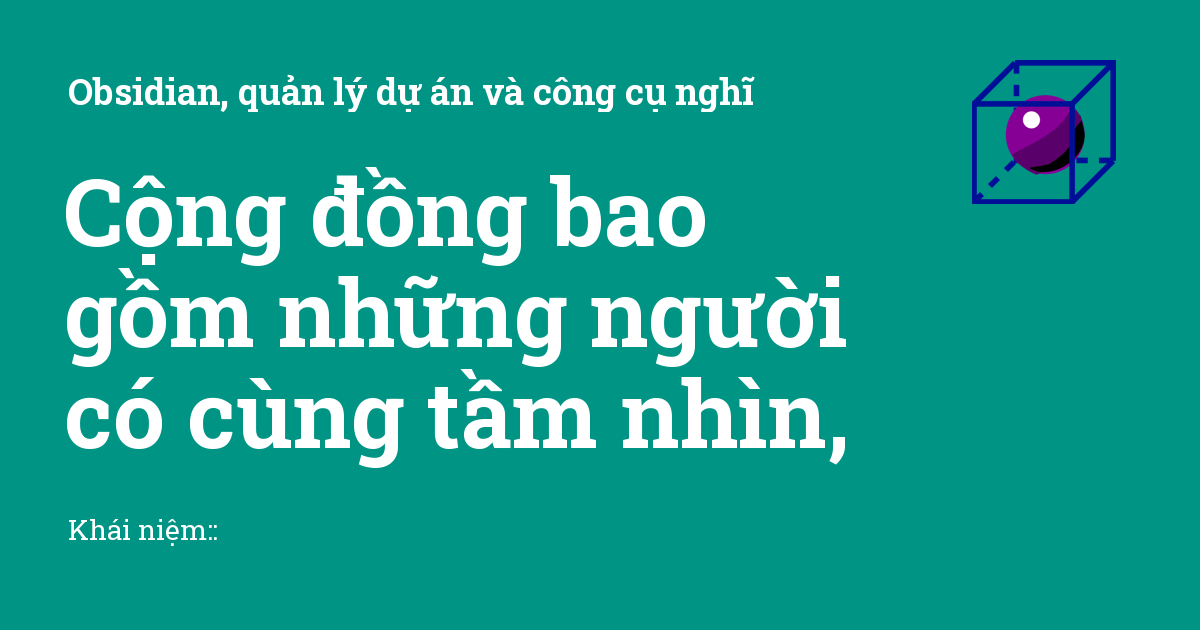 Obsidian, quản lý dự án và công cụ nghĩ
Cộng đồng bao
gồm những người
có cùng tầm nhìn,
Khái niệm::